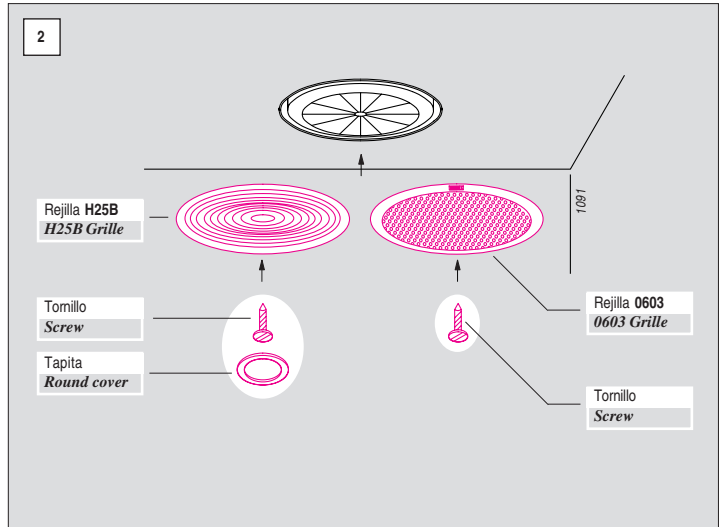 2
1091
Rejilla H25B
H25B Grille
Tornillo
Screw
Tapita
Round cover
Rejilla 0603
0603 Grille
Tornillo
Screw